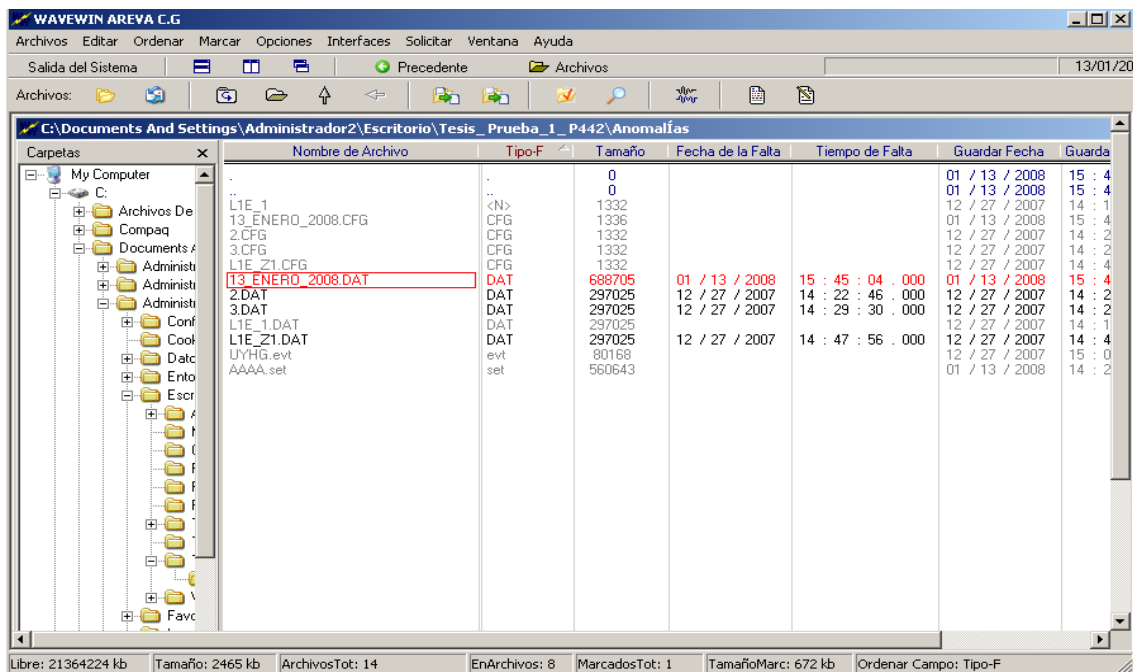 WAVEWIN AREVA C.G
Archivos Editar Ordenar Marcar Opciones Interfaces Solicitar Ventana Ayuda
Salida del Sistema Precedente Archivos 13/01/20
Archivos:
C:\Documents And Settings\Administrador2\Escritorio\Tesis_Prueba_1_P442\Anomalías
Carpetas x Nombre de Archivo Tipo-F Tamaño Fecha de la Falta Tiempo de Falta Guardar Fecha Guarda
My Computer
C:
Archivos De
Compaq
Documents A
Administr
Administr
Administr
Conf
Cook
Datc
Ento
Escr
Favc
. . 0 01 / 13 / 2008 15 : 4
.. .. 0 01 / 13 / 2008 15 : 4
L1E_1 <N> 1332 12 / 27 / 2007 14 : 1
13_ENERO_2008.CFG CFG 1336 01 / 13 / 2008 15 : 4
2.CFG CFG 1332 12 / 27 / 2007 14 : 2
3.CFG CFG 1332 12 / 27 / 2007 14 : 2
L1E_Z1.CFG CFG 1332 12 / 27 / 2007 14 : 4
13_ENERO_2008.DAT DAT 688705 01 / 13 / 2008 15 : 45 : 04 . 000 01 / 13 / 2008 15 : 4
2.DAT DAT 297025 12 / 27 / 2007 14 : 22 : 46 . 000 12 / 27 / 2007 14 : 2
3.DAT DAT 297025 12 / 27 / 2007 14 : 29 : 30 . 000 12 / 27 / 2007 14 : 2
L1E_1.DAT DAT 297025 12 / 27 / 2007 14 : 1
L1E_Z1.DAT DAT 297025 12 / 27 / 2007 14 : 47 : 56 . 000 12 / 27 / 2007 14 : 4
UYHG.evt evt 80168 12 / 27 / 2007 15 : 0
AAAA.set set 560643 01 / 13 / 2008 14 : 2
Libre: 21364224 kb Tamaño: 2465 kb ArchivosTot: 14 EnArchivos: 8 MarcadosTot: 1 TamañoMarc: 672 kb Ordenar Campo: Tipo-F